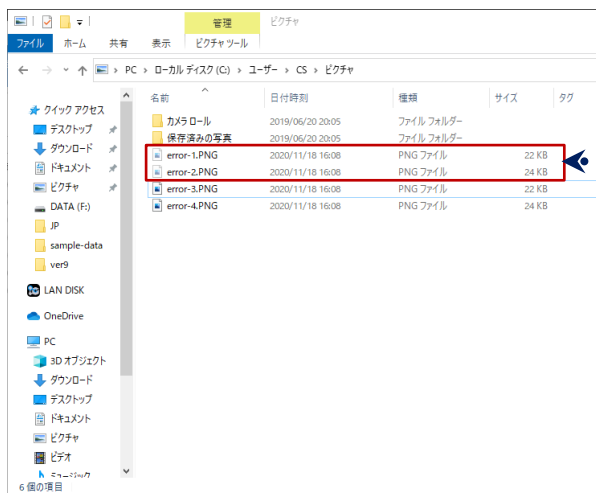 管理 ピクチャ
ファイル ホーム 共有 表示 ピクチャ ツール
PC › ローカル ディスク (C:) › ユーザー › CS › ピクチャ
名前 日付時刻 種類 サイズ タグ
クイック アクセス
デスクトップ
ダウンロード
ドキュメント
ピクチャ
DATA (F:)
JP
sample-data
ver9
LAN DISK
OneDrive
PC
3D オブジェクト
ダウンロード
デスクトップ
ドキュメント
ピクチャ
ビデオ
ミュージック
カメラ ロール 2019/06/20 20:05 ファイル フォルダー
保存済みの写真 2019/06/20 20:05 ファイル フォルダー
error-1.PNG 2020/11/18 16:08 PNG ファイル 22 KB
error-2.PNG 2020/11/18 16:08 PNG ファイル 24 KB
error-3.PNG 2020/11/18 16:08 PNG ファイル 22 KB
error-4.PNG 2020/11/18 16:08 PNG ファイル 24 KB
6 個の項目